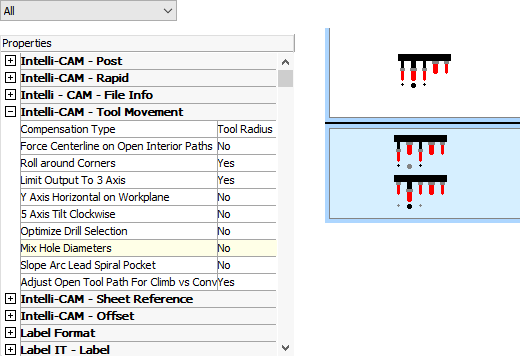 All
Properties
Intelli-CAM - Post
Intelli-CAM - Rapid
Intelli - CAM - File Info
Intelli-CAM - Tool Movement
Compensation Type Tool Radius
Force Centerline on Open Interior Paths No
Roll around Corners Yes
Limit Output To 3 Axis Yes
Y Axis Horizontal on Workplane No
5 Axis Tilt Clockwise No
Optimize Drill Selection No
Mix Hole Diameters No
Slope Arc Lead Spiral Pocket No
Adjust Open Tool Path For Climb vs Conv Yes
Intelli-CAM - Sheet Reference
Intelli-CAM - Offset
Label Format
Label IT - Label